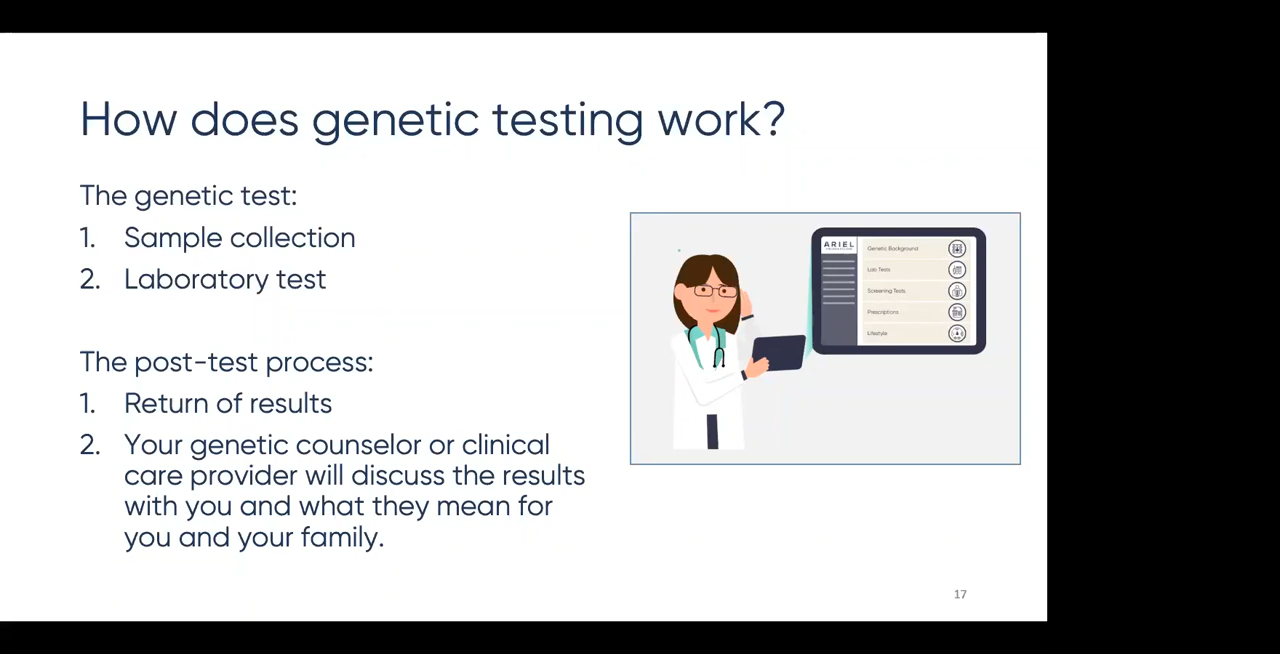 How does genetic testing work?
The genetic test:
1. Sample collection
2. Laboratory test
The post-test process:
1. Return of results
2. Your genetic counselor or clinical
care provider will discuss the results
with you and what they mean for
you and your family.
ARIEL
Genetic Background
Lab Tests
Screening Tests
Prescriptions
Lifestyle
17